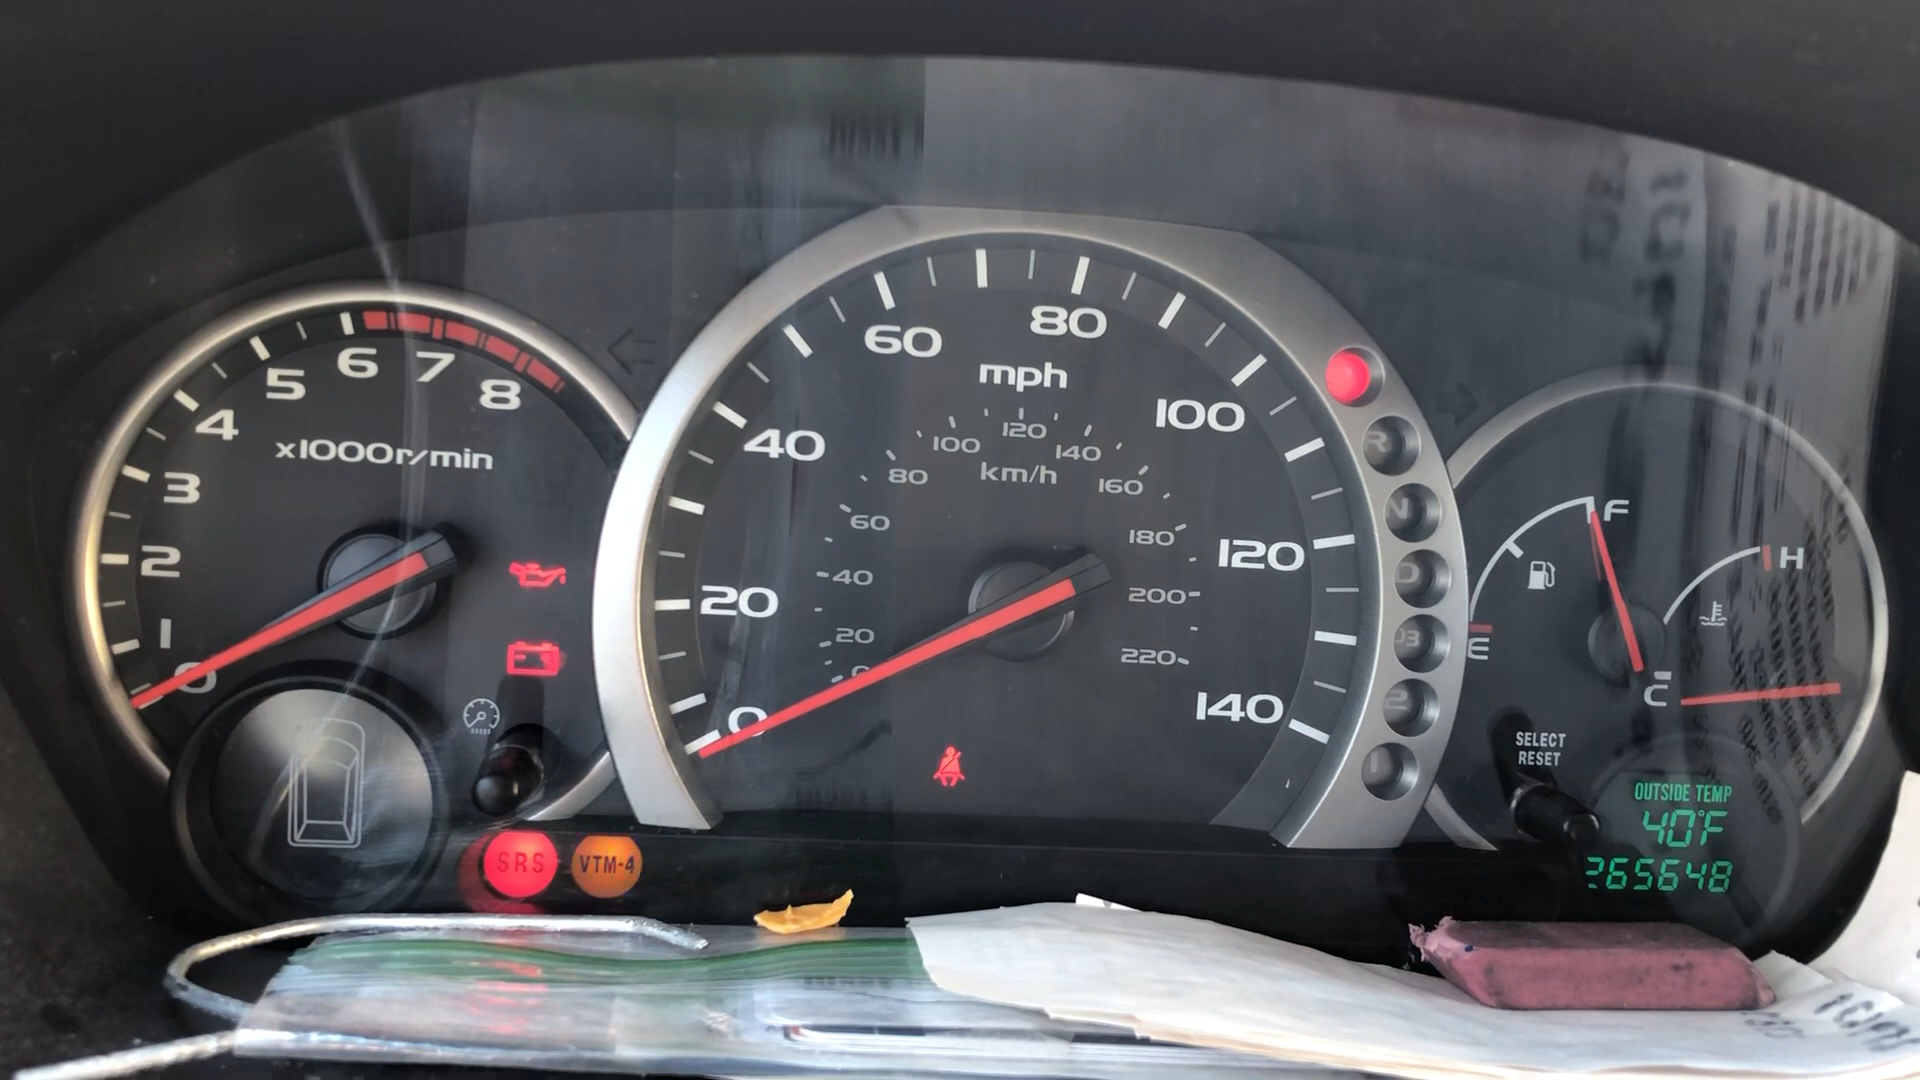 x1000r/min
0
1
2
3
4
5
6
7
8
mph
0
20
40
60
80
100
120
140
km/h
0
20
40
60
80
100
120
140
160
180
200
220
R
N
D
D3
2
1
F
E
H
C
SELECT
RESET
OUTSIDE TEMP
40°F
265648
SRS
VTM-4